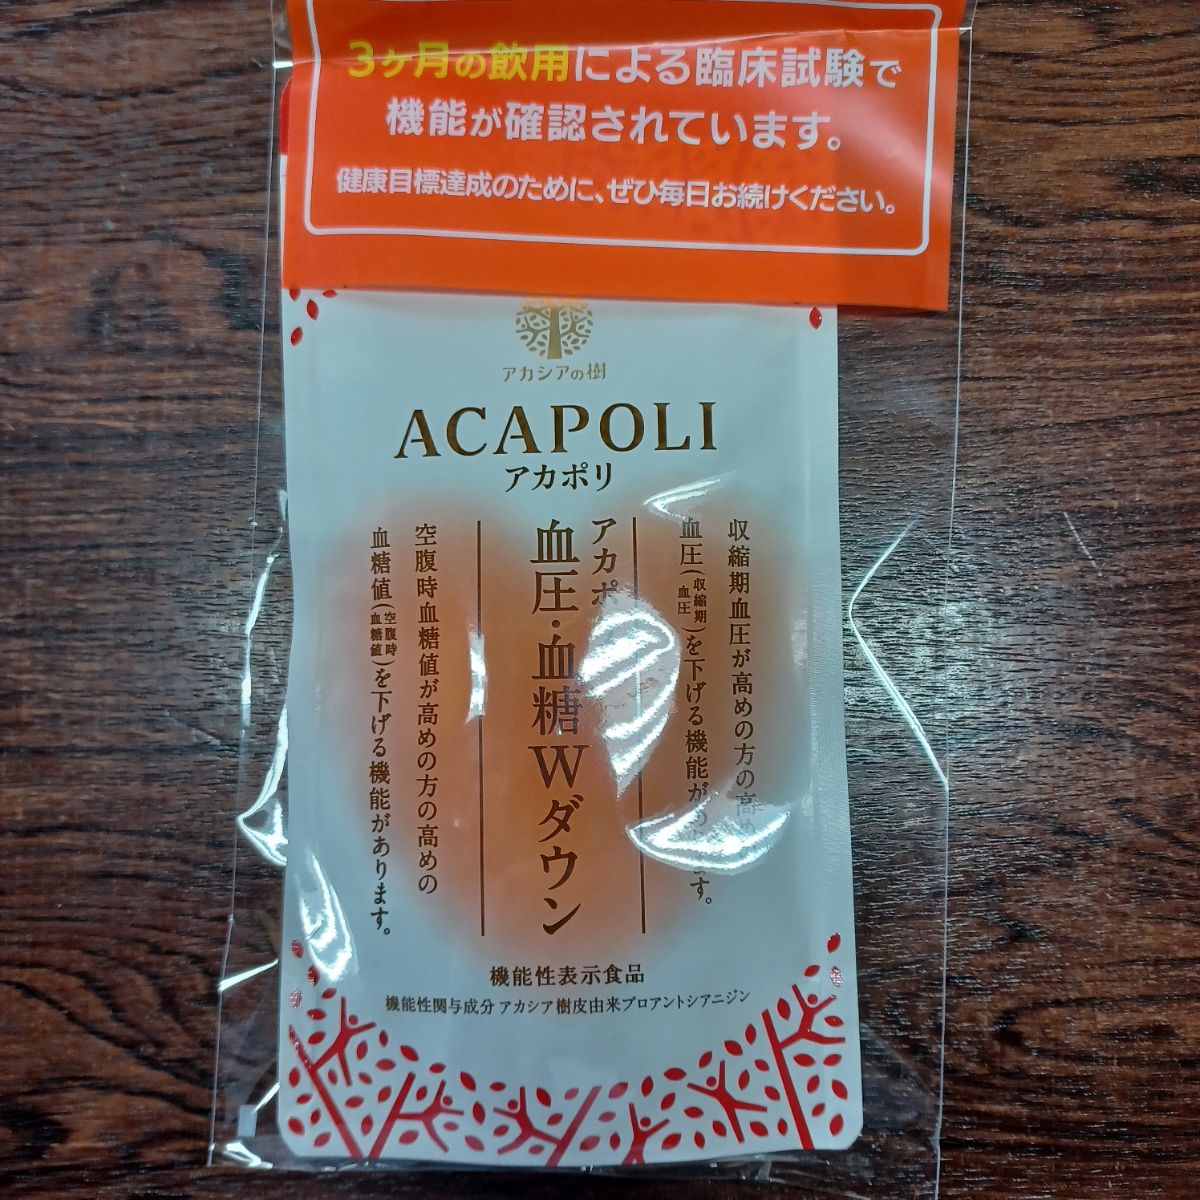 3ヶ月の飲用による臨床試験で
機能が確認されています。
健康目標達成のために、ぜひ毎日お続けください。
アカシアの樹
ACAPOLI
アカポリ
収縮期血圧が高めの方の高め
血圧(収縮期血圧)を下げる機能が
アカポ
血圧・血糖Wダウン
空腹時血糖値が高めの方の高めの
血糖値(空腹時血糖値)を下げる機能があります。
機能性表示食品
機能性関与成分 アカシア樹皮由来プロアントシアニジン